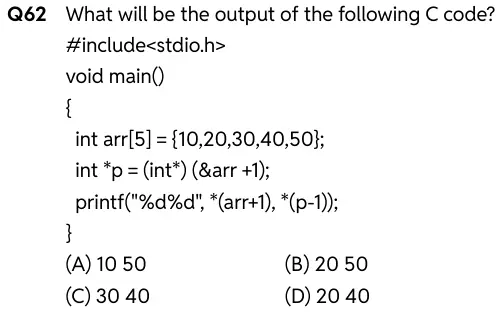 Q62 What will be the output of the following C code?
#include<stdio.h>
void main()
{
int arr[5] = {10,20,30,40,50};
int *p = (int*) (&arr +1);
printf("%d%d", *(arr+1), *(p-1));
}
(A) 10 50 (B) 20 50
(C) 30 40 (D) 20 40